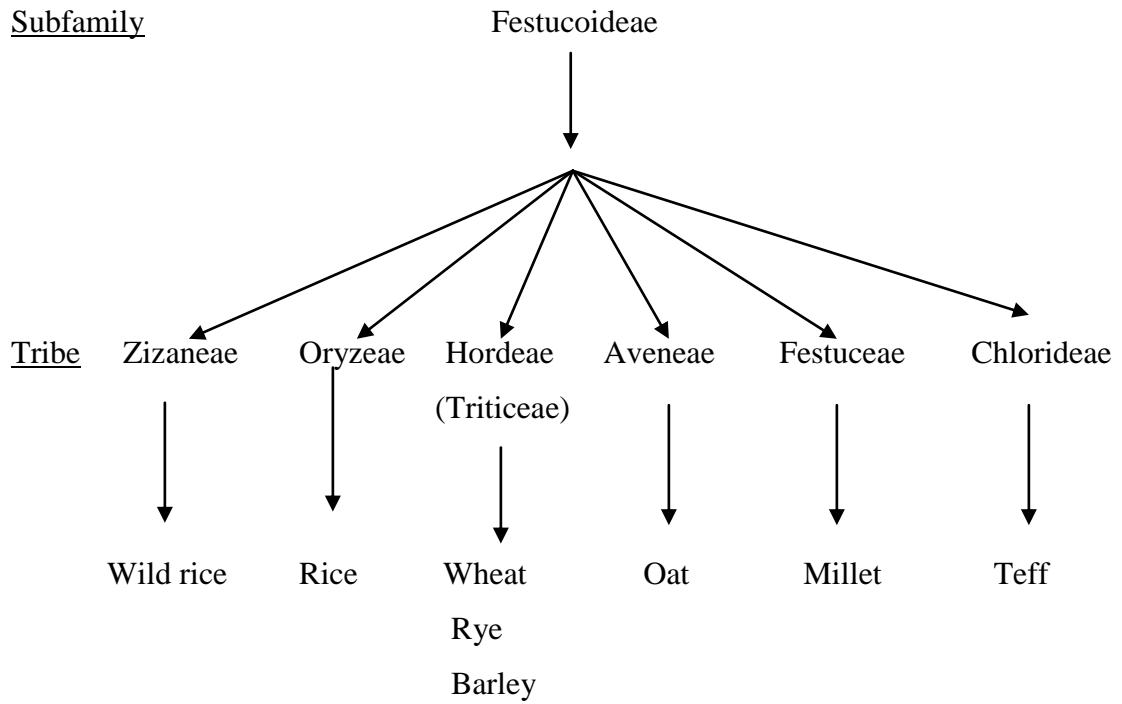 Subfamily Festucoideae
Tribe Zizaneae Oryzeae Hordeae Aveneae Festuceae Chlorideae
(Triticeae)
Wild rice Rice Wheat Oat Millet Teff
Rye
Barley